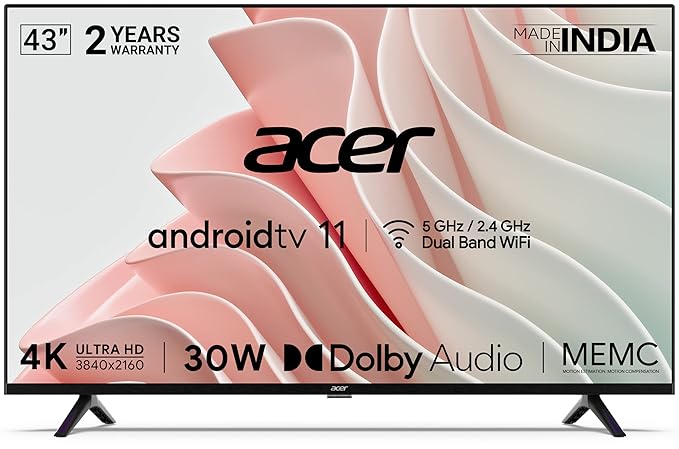 43” 2 YEARS WARRANTY
MADE IN INDIA
acer
androidtv 11 5 GHz / 2.4 GHz
Dual Band WiFi
4K ULTRA HD
3840x2160
30W Dolby Audio
MEMC
MOTION ESTIMATION, MOTION COMPENSATION
acer